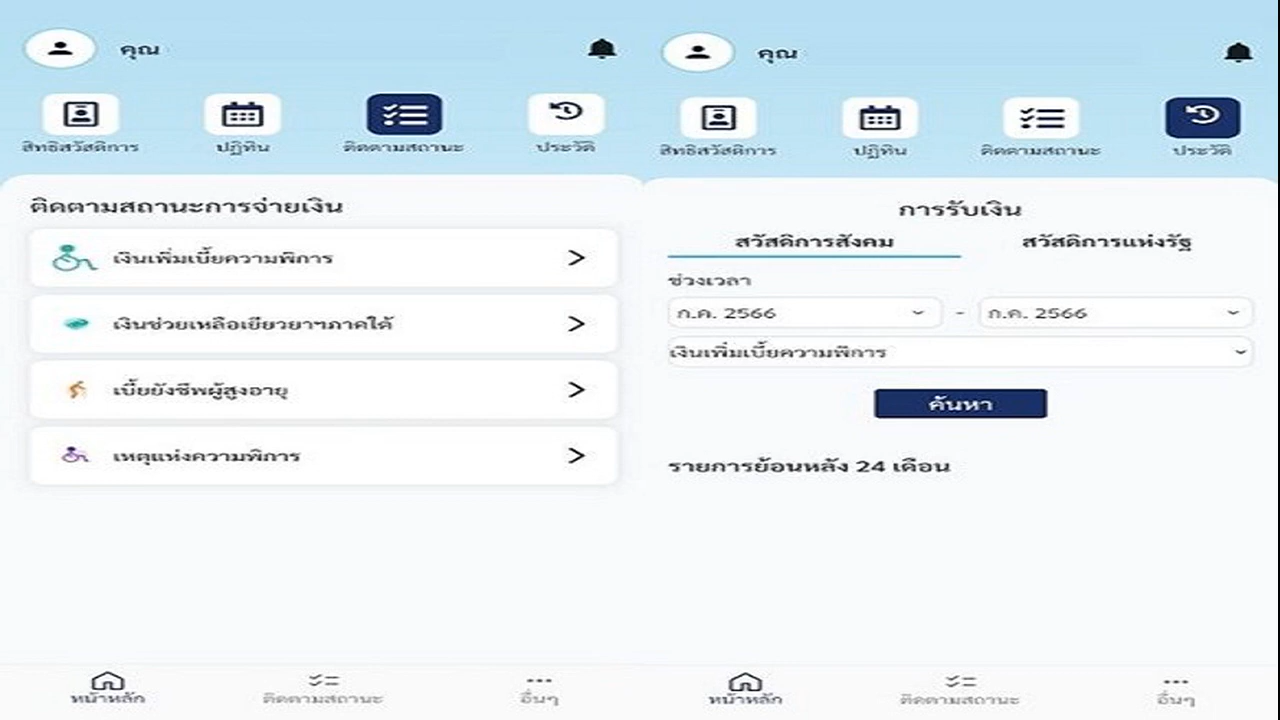 คุณ
สิทธิสวัสดิการ
ปฏิทิน
ติดตามสถานะ
ประวัติ
ติดตามสถานะการจ่ายเงิน
เงินเพิ่มเบี้ยความพิการ
เงินช่วยเหลือเยียวยาฯภาคใต้
เบี้ยยังชีพผู้สูงอายุ
เหตุแห่งความพิการ
หน้าหลัก
ติดตามสถานะ
อื่นๆ
คุณ
สิทธิสวัสดิการ
ปฏิทิน
ติดตามสถานะ
ประวัติ
การรับเงิน
สวัสดิการสังคม
สวัสดิการแห่งรัฐ
ช่วงเวลา
ก.ค. 2566 - ก.ค. 2566
เงินเพิ่มเบี้ยความพิการ
ค้นหา
รายการย้อนหลัง 24 เดือน
หน้าหลัก
ติดตามสถานะ
อื่นๆ